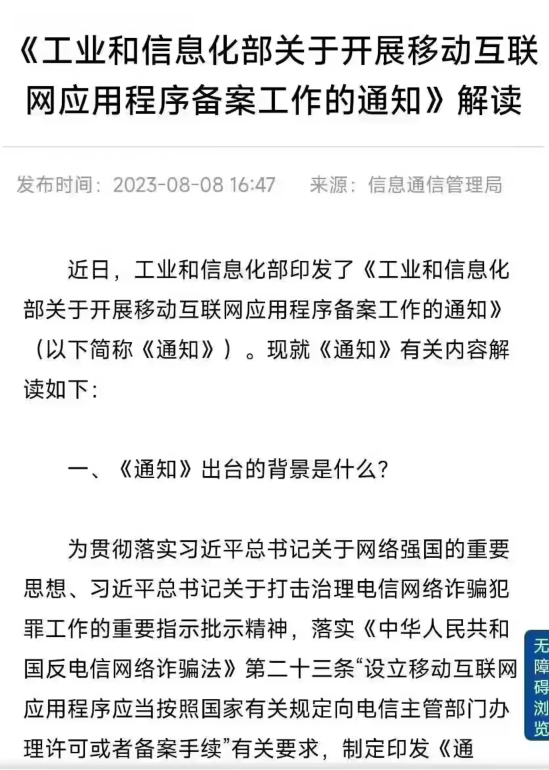 《工业和信息化部关于开展移动互联
网应用程序备案工作的通知》解读
发布时间：2023-08-08 16:47 来源：信息通信管理局
近日，工业和信息化部印发了《工业和信息化
部关于开展移动互联网应用程序备案工作的通知》
（以下简称《通知》）。现就《通知》有关内容解
读如下：
一、《通知》出台的背景是什么？
为贯彻落实习近平总书记关于网络强国的重要
思想、习近平总书记关于打击治理电信网络诈骗犯
罪工作的重要指示批示精神，落实《中华人民共和
国反电信网络诈骗法》第二十三条“设立移动互联网
应用程序应当按照国家有关规定向电信主管部门办
理许可或者备案手续”有关要求，制定印发《通
无障碍浏览